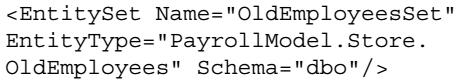 <EntitySet Name="OldEmployeesSet"
EntityType="PayrollModel.Store.
OldEmployees" Schema="dbo"/>